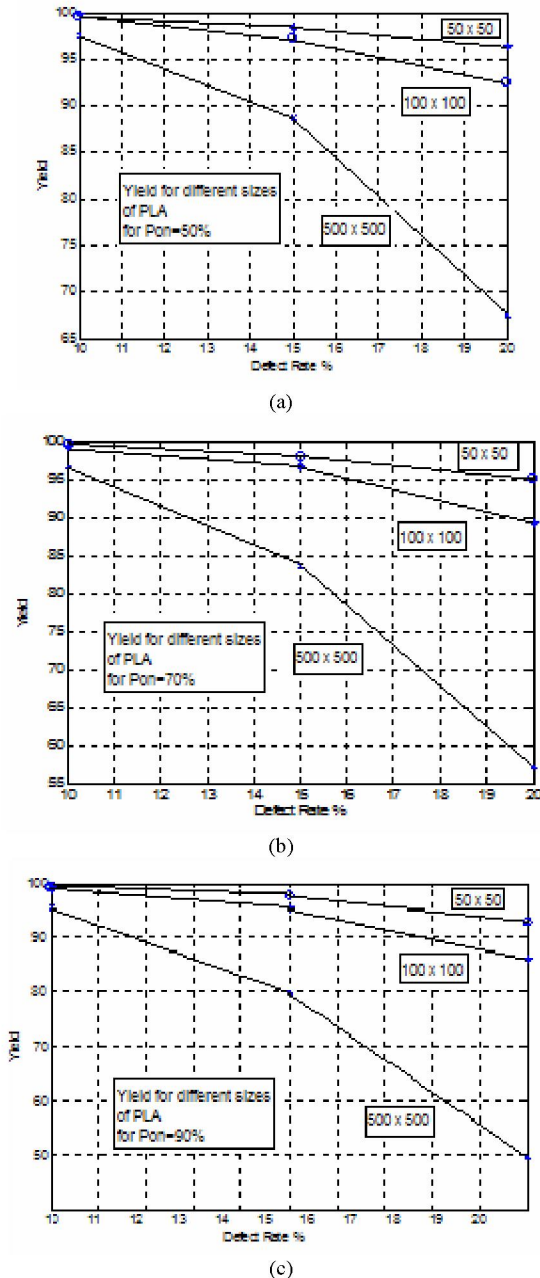 100
50 x 50
95
100 x 100
90
85
Yield
80
Yield for different sizes
of PLA
for Pon=50%
500 x 500
75
70
65
10 11 12 13 14 15 16 17 18 19 20
Defect Rate %
(a)
100
50 x 50
95
90
100 x 100
85
80
Yield
75
Yield for different sizes
of PLA
for Pon=70%
500 x 500
70
65
60
55
10 11 12 13 14 15 16 17 18 19 20
Defect Rate %
(b)
100
50 x 50
90
100 x 100
80
Yield
70
Yield for different sizes
of PLA
for Pon=90%
500 x 500
60
50
10 11 12 13 14 15 16 17 18 19 20
Defect Rate %
(c)